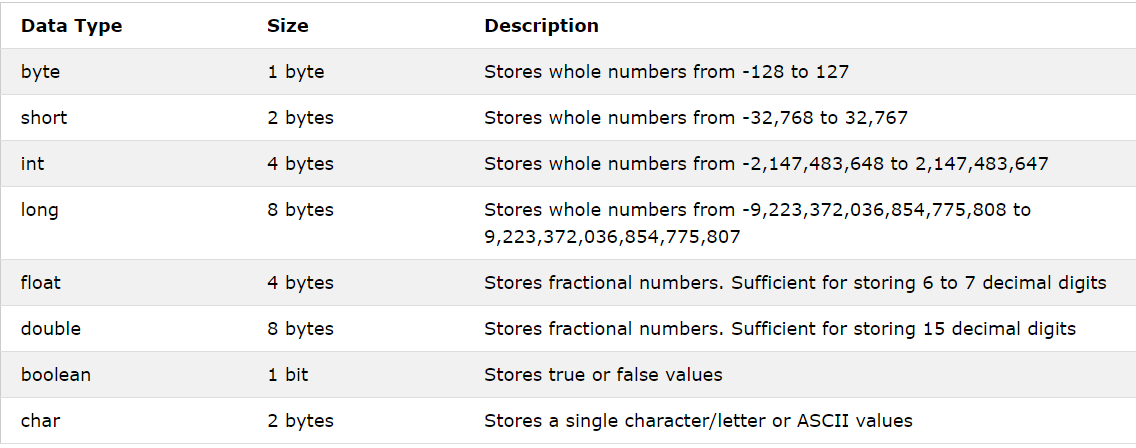 Data Type Size Description
byte 1 byte Stores whole numbers from -128 to 127
short 2 bytes Stores whole numbers from -32,768 to 32,767
int 4 bytes Stores whole numbers from -2,147,483,648 to 2,147,483,647
long 8 bytes Stores whole numbers from -9,223,372,036,854,775,808 to
9,223,372,036,854,775,807
float 4 bytes Stores fractional numbers. Sufficient for storing 6 to 7 decimal digits
double 8 bytes Stores fractional numbers. Sufficient for storing 15 decimal digits
boolean 1 bit Stores true or false values
char 2 bytes Stores a single character/letter or ASCII values